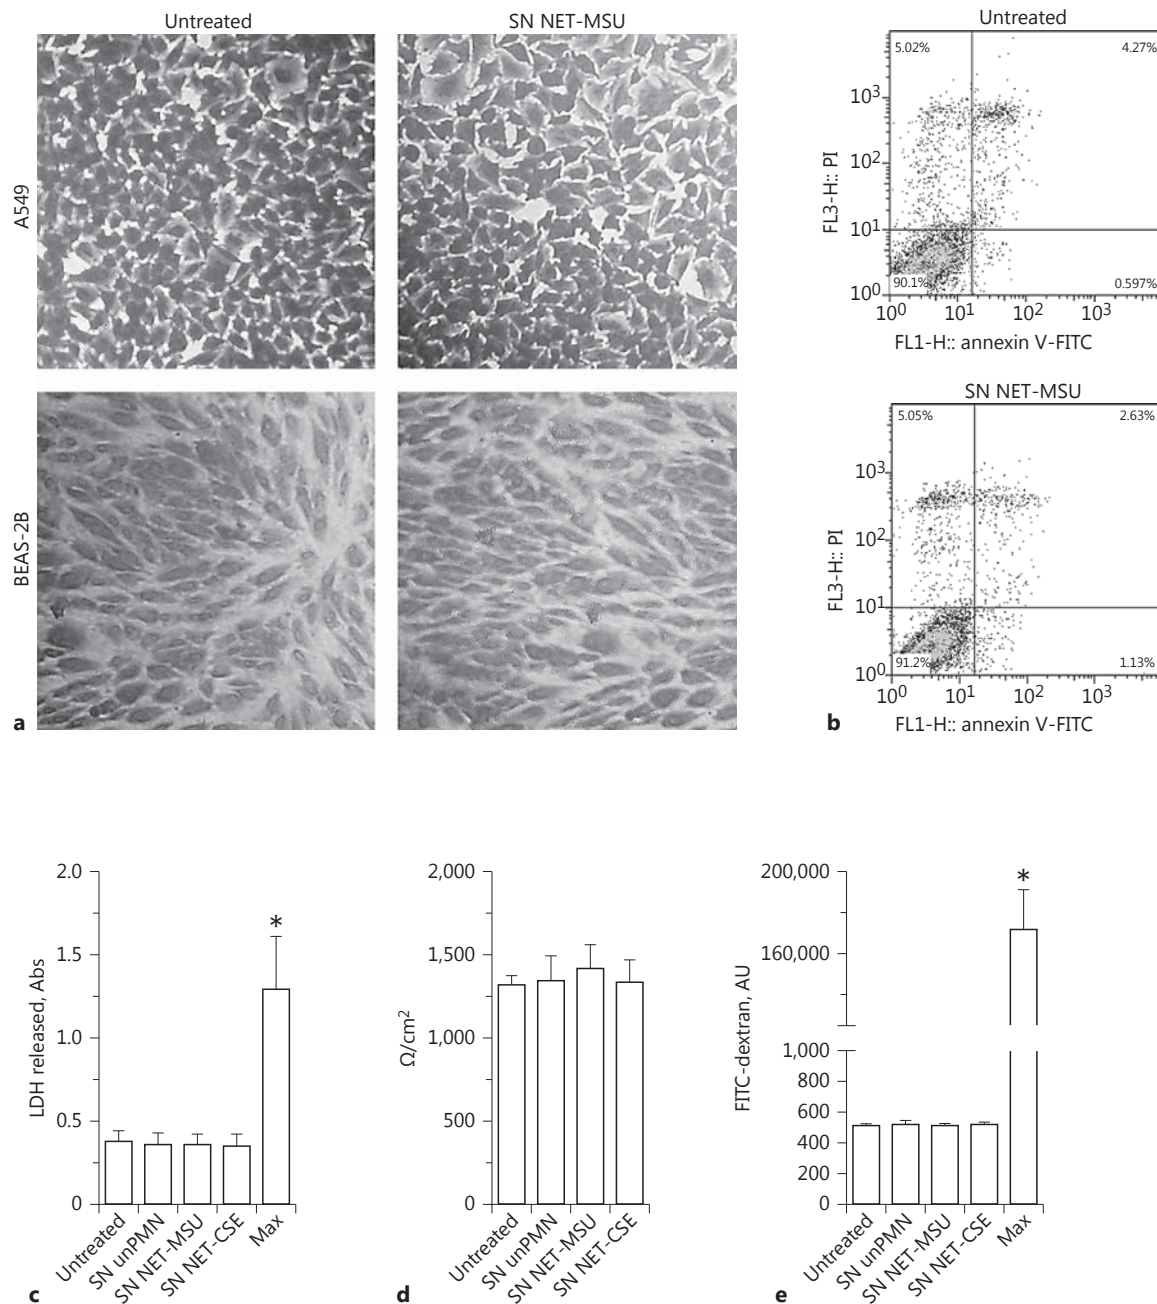 Untreated
SN NET-MSU
A549
BEAS-2B
a
Untreated
5.02%
4.27%
10³
10²
10¹
10⁰
90.1%
0.597%
10⁰ 10¹ 10² 10³
FL3-H:: PI
FL1-H:: annexin V-FITC
SN NET-MSU
5.05%
2.63%
10³
10²
10¹
10⁰
91.2%
1.13%
10⁰ 10¹ 10² 10³
FL3-H:: PI
FL1-H:: annexin V-FITC
b
2.0
1.5
1.0
0.5
0
LDH released, Abs
*
Untreated
SN unPMN
SN NET-MSU
SN NET-CSE
Max
c
2,000
1,500
1,000
500
0
Ω/cm²
Untreated
SN unPMN
SN NET-MSU
SN NET-CSE
d
200,000
160,000
1,000
800
600
400
200
0
FITC-dextran, AU
*
Untreated
SN unPMN
SN NET-MSU
SN NET-CSE
Max
e